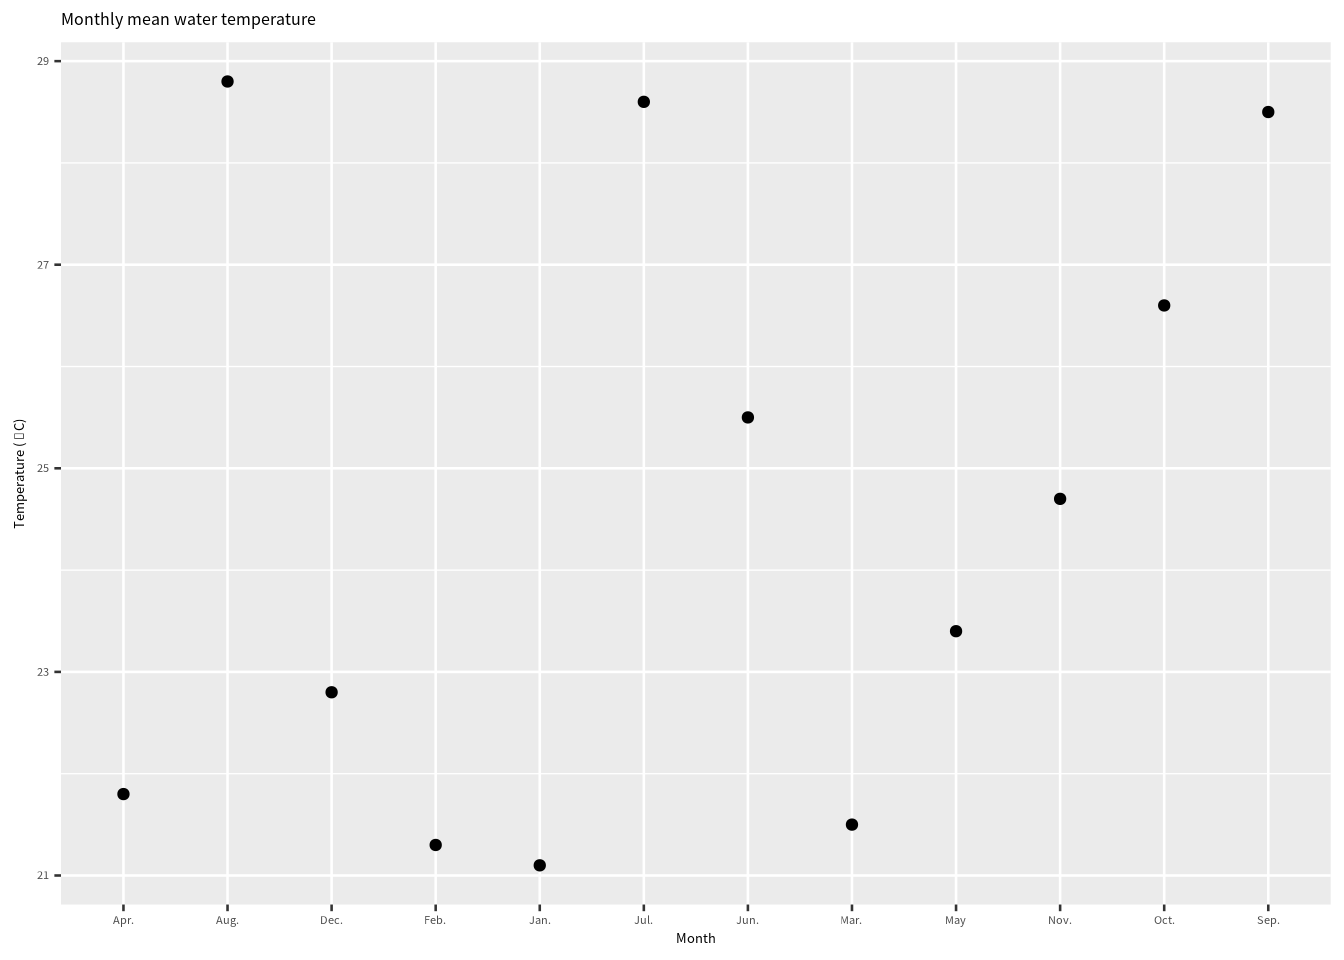 Monthly mean water temperature
29
27
25
23
21
Temperature ( C)
Apr.
Aug.
Dec.
Feb.
Jan.
Jul.
Jun.
Mar.
May
Nov.
Oct.
Sep.
Month